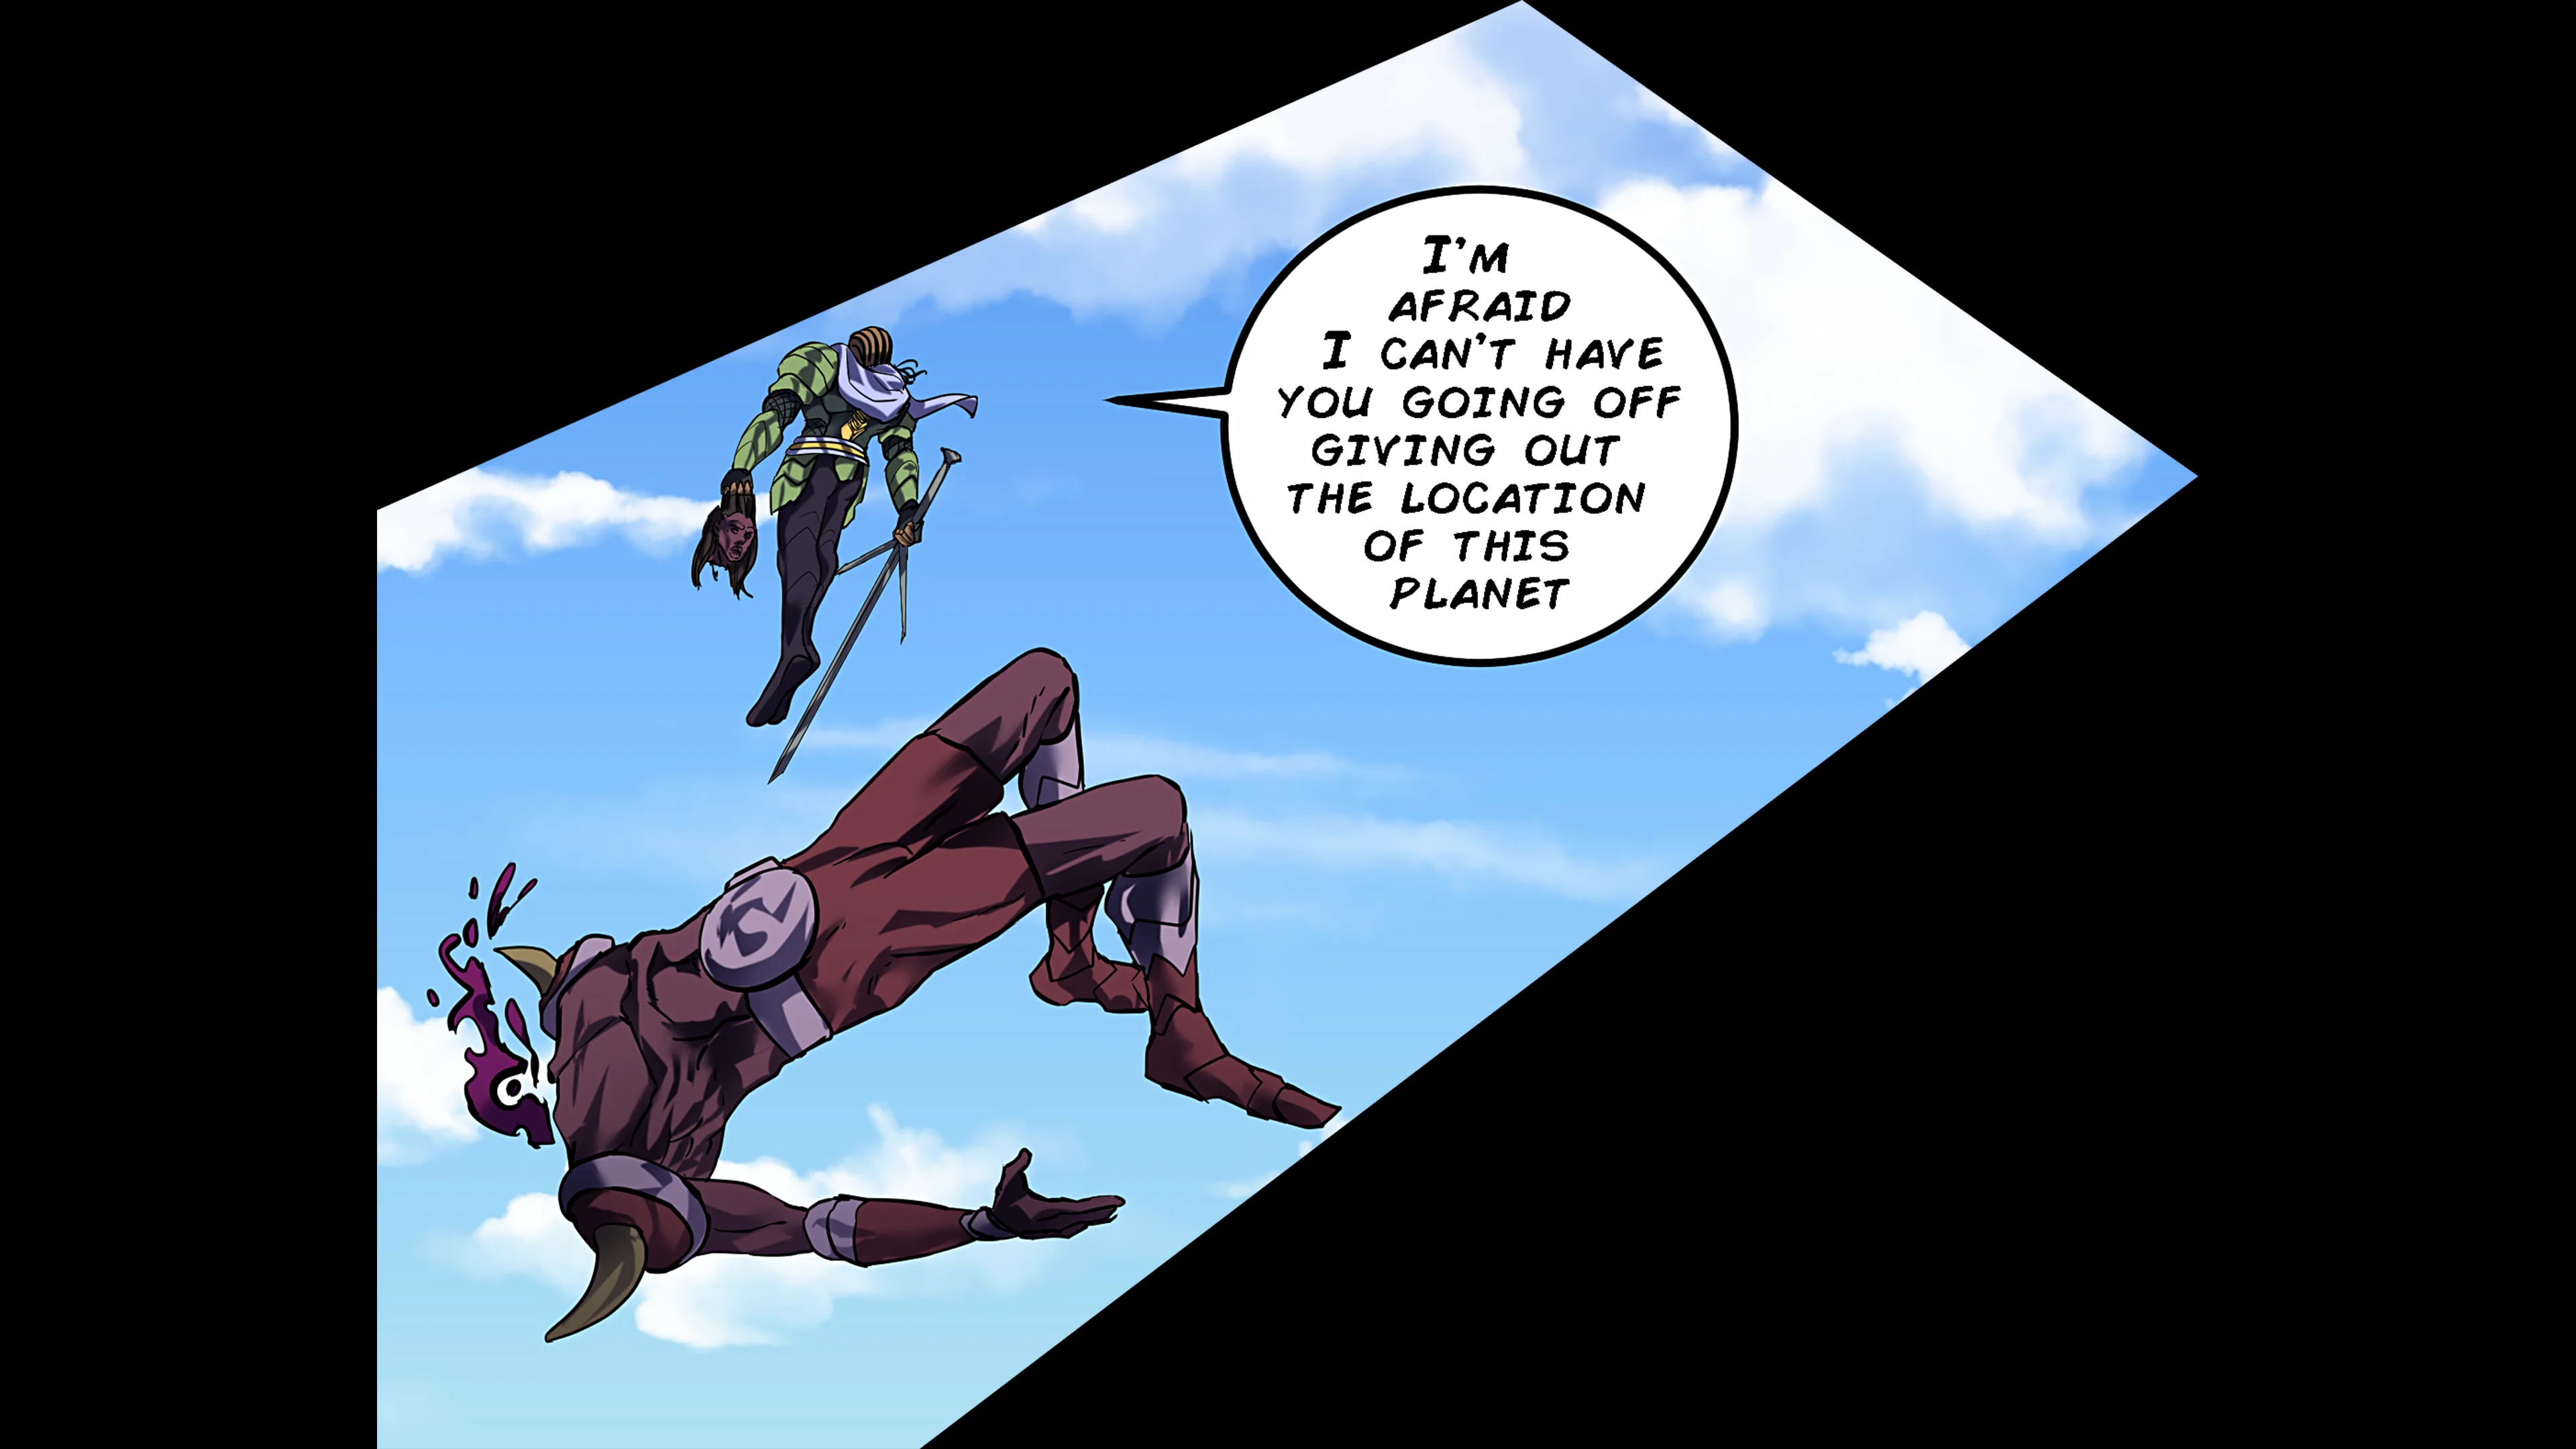 I'M
AFRAID
I CAN'T HAVE
YOU GOING OFF
GIVING OUT
THE LOCATION
OF THIS
PLANET